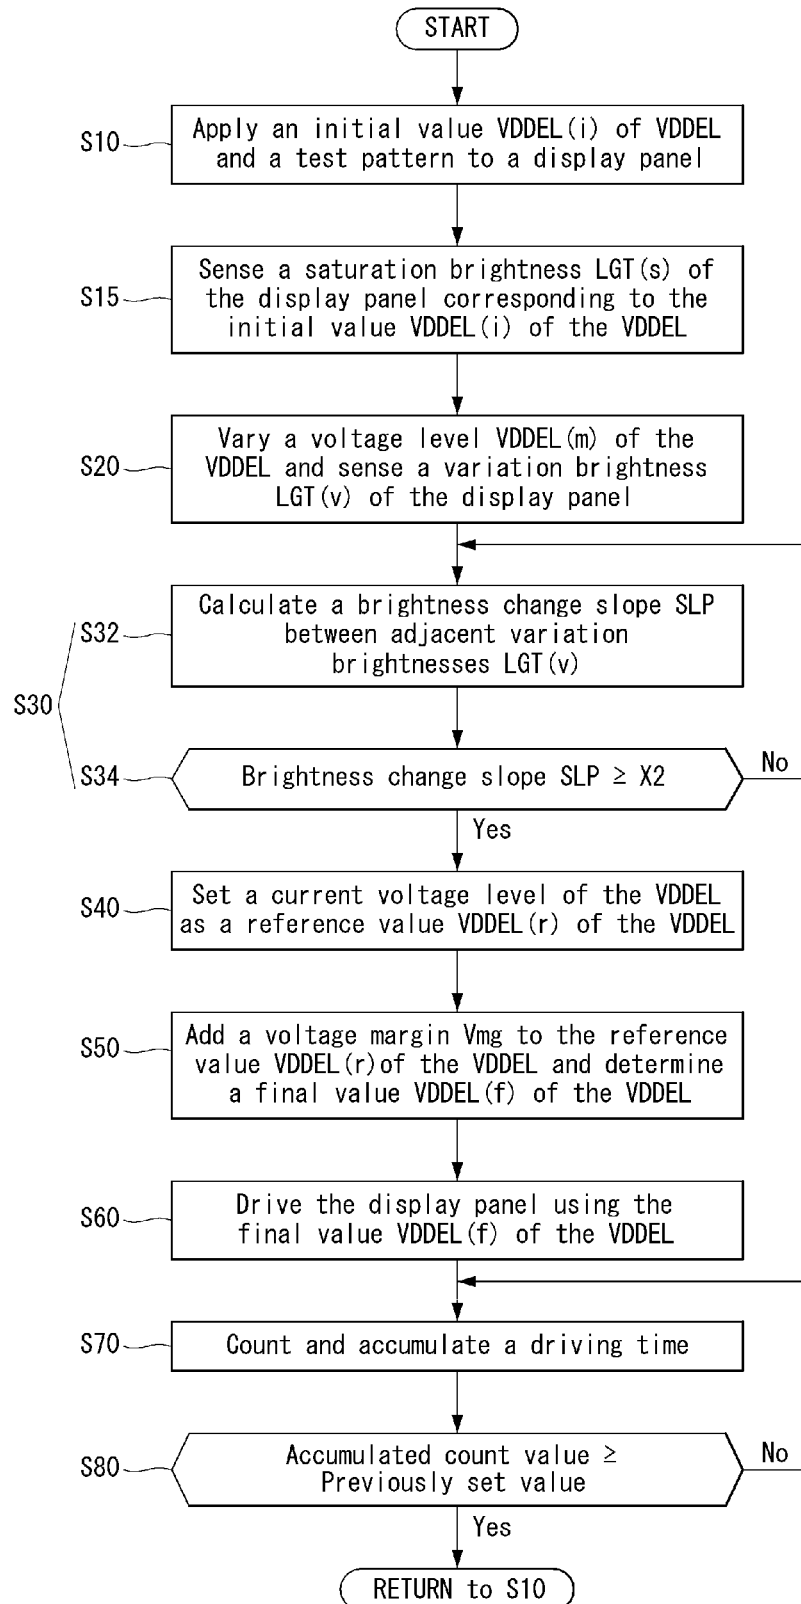 START
S10
Apply an initial value VDDEL(i) of VDDEL
and a test pattern to a display panel
S15
Sense a saturation brightness LGT(s) of
the display panel corresponding to the
initial value VDDEL(i) of the VDDEL
S20
Vary a voltage level VDDEL(m) of the
VDDEL and sense a variation brightness
LGT(v) of the display panel
S30
S32
Calculate a brightness change slope SLP
between adjacent variation
brightnesses LGT(v)
S34
Brightness change slope SLP ≥ X2
No
Yes
S40
Set a current voltage level of the VDDEL
as a reference value VDDEL(r) of the VDDEL
S50
Add a voltage margin Vmg to the reference
value VDDEL(r)of the VDDEL and determine
a final value VDDEL(f) of the VDDEL
S60
Drive the display panel using the
final value VDDEL(f) of the VDDEL
S70
Count and accumulate a driving time
S80
Accumulated count value ≥
Previously set value
No
Yes
RETURN to S10